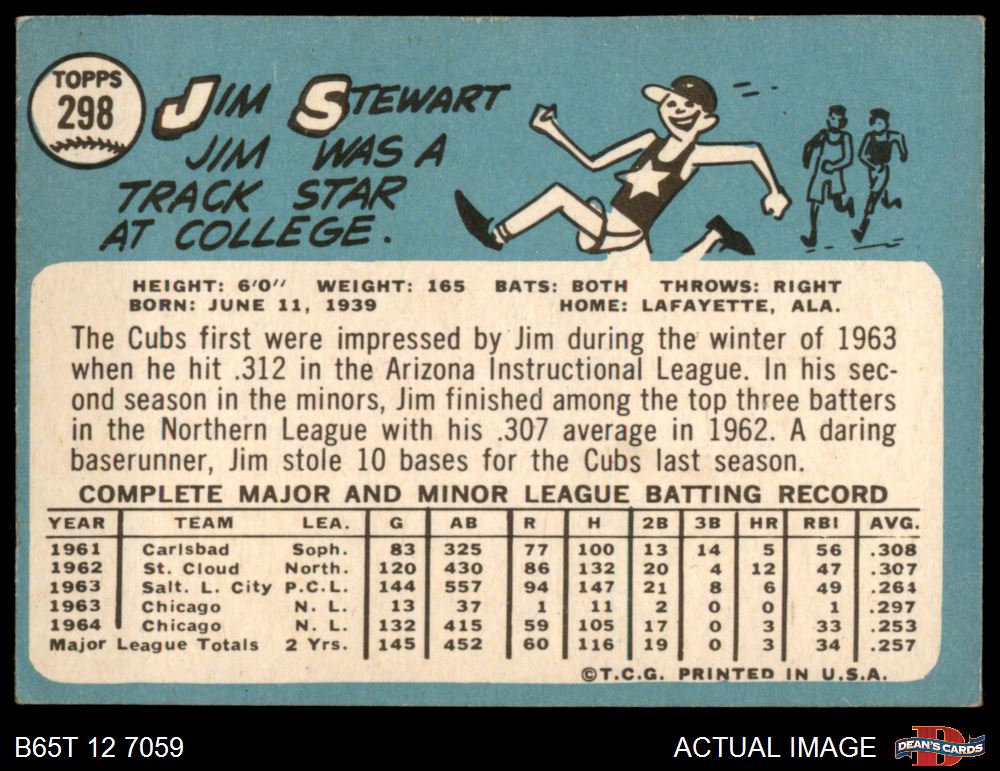 TOPPS
298
JIM STEWART
JIM WAS A
TRACK STAR
AT COLLEGE.
HEIGHT: 6'0" WEIGHT: 165 BATS: BOTH THROWS: RIGHT
BORN: JUNE 11, 1939 HOME: LAFAYETTE, ALA.
The Cubs first were impressed by Jim during the winter of 1963
when he hit .312 in the Arizona Instructional League. In his sec-
ond season in the minors, Jim finished among the top three batters
in the Northern League with his .307 average in 1962. A daring
baserunner, Jim stole 10 bases for the Cubs last season.
COMPLETE MAJOR AND MINOR LEAGUE BATTING RECORD
YEAR TEAM LEA. G AB R H 2B 3B HR RBI AVG.
1961 Carlsbad Soph. 83 325 77 100 13 14 5 56 .308
1962 St. Cloud North. 120 430 86 132 20 4 12 47 .307
1963 Salt. L. City P.C.L. 144 557 94 147 21 8 6 49 .264
1963 Chicago N. L. 13 37 1 11 2 0 0 1 .297
1964 Chicago N. L. 132 415 59 105 17 0 3 33 .253
Major League Totals 2 Yrs. 145 452 60 116 19 0 3 34 .257
©T.C.G. PRINTED IN U.S.A.
B65T 12 7059 ACTUAL IMAGE
D
DEAN'S CARDS